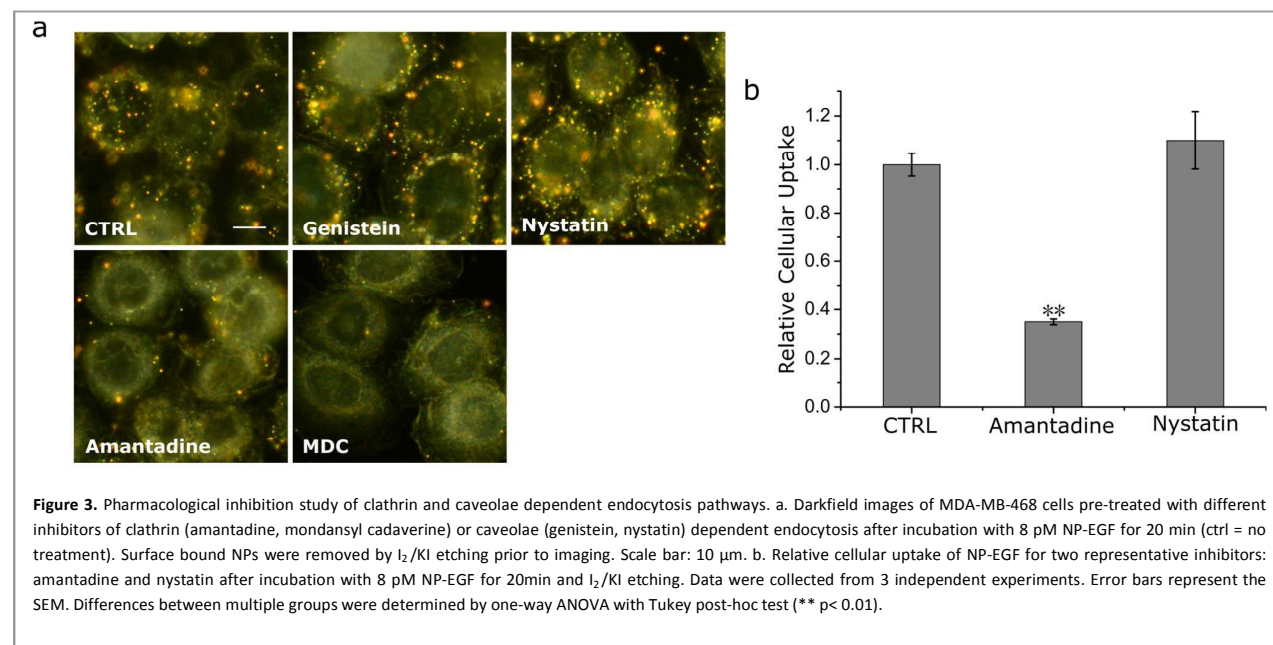 a
CTRL
Genistein
Nystatin
Amantadine
MDC
b
Relative Cellular Uptake
1.2
1.0
0.8
0.6
0.4
0.2
0.0
**
CTRL
Amantadine
Nystatin
Figure 3. Pharmacological inhibition study of clathrin and caveolae dependent endocytosis pathways. a. Darkfield images of MDA-MB-468 cells pre-treated with different
inhibitors of clathrin (amantadine, mondansyl cadaverine) or caveolae (genistein, nystatin) dependent endocytosis after incubation with 8 pM NP-EGF for 20 min (ctrl = no
treatment). Surface bound NPs were removed by I₂/KI etching prior to imaging. Scale bar: 10 μm. b. Relative cellular uptake of NP-EGF for two representative inhibitors:
amantadine and nystatin after incubation with 8 pM NP-EGF for 20min and I₂/KI etching. Data were collected from 3 independent experiments. Error bars represent the
SEM. Differences between multiple groups were determined by one-way ANOVA with Tukey post-hoc test (** p< 0.01).